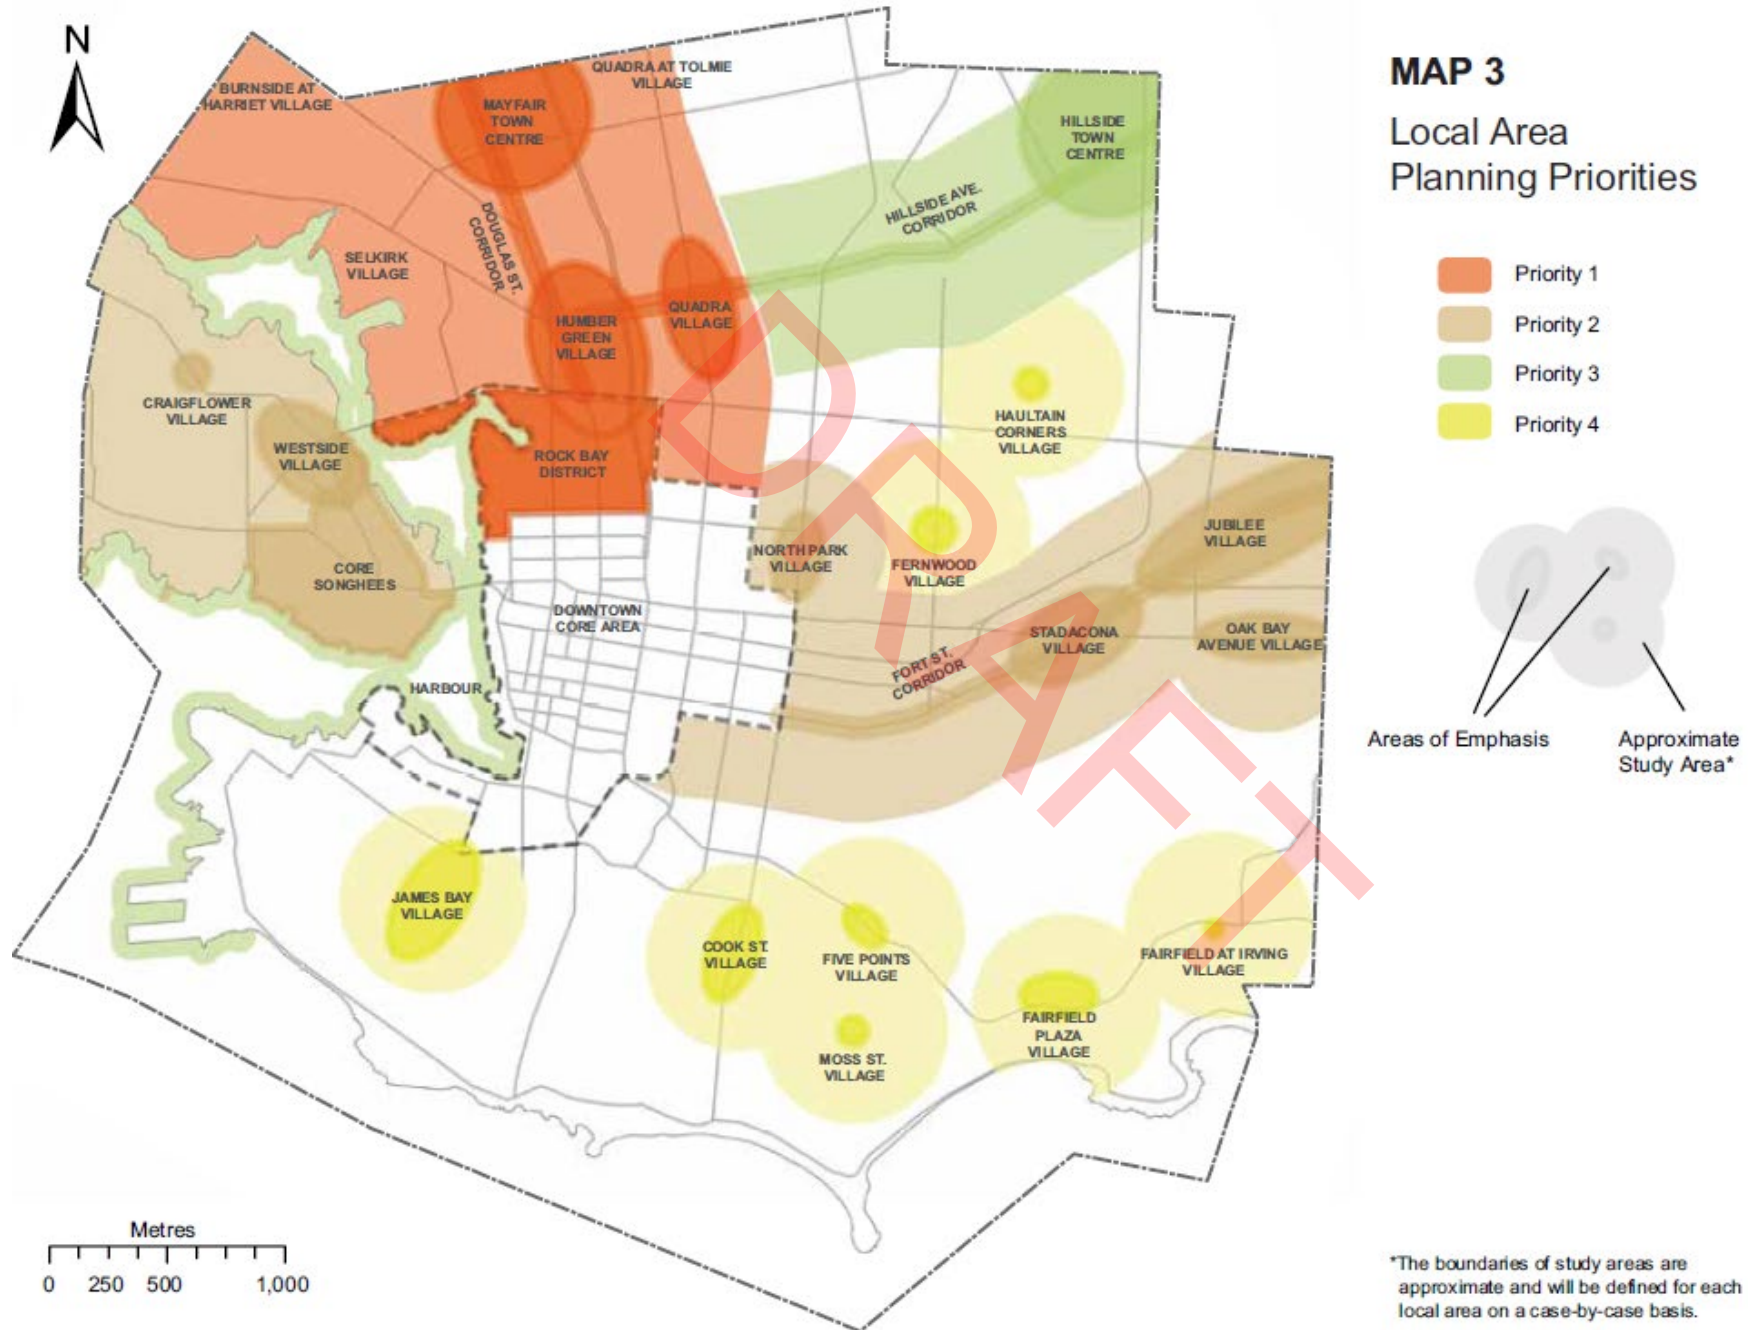 N
MAP 3
Local Area
Planning Priorities
Priority 1
Priority 2
Priority 3
Priority 4
Areas of Emphasis
Approximate
Study Area*
BURNSIDE AT
HARRIET VILLAGE
MAYFAIR
TOWN
CENTRE
QUADRA AT TOLMIE
VILLAGE
HILLSIDE
TOWN
CENTRE
HILLSIDE AVE.
CORRIDOR
DOUGLAS ST.
CORRIDOR
SELKIRK
VILLAGE
HUMBER
GREEN
VILLAGE
QUADRA
VILLAGE
CRAIGFLOWER
VILLAGE
WESTSIDE
VILLAGE
ROCK BAY
DISTRICT
HAULTAIN
CORNERS
VILLAGE
CORE
SONGHEES
NORTH PARK
VILLAGE
FERNWOOD
VILLAGE
JUBILEE
VILLAGE
DOWNTOWN
CORE AREA
STADACONA
VILLAGE
OAK BAY
AVENUE VILLAGE
FORT ST.
CORRIDOR
HARBOUR
DRAFT
JAMES BAY
VILLAGE
COOK ST.
VILLAGE
FIVE POINTS
VILLAGE
FAIRFIELD AT IRVING
VILLAGE
FAIRFIELD
PLAZA
VILLAGE
MOSS ST.
VILLAGE
Metres
0 250 500 1,000
*The boundaries of study areas are
approximate and will be defined for each
local area on a case-by-case basis.